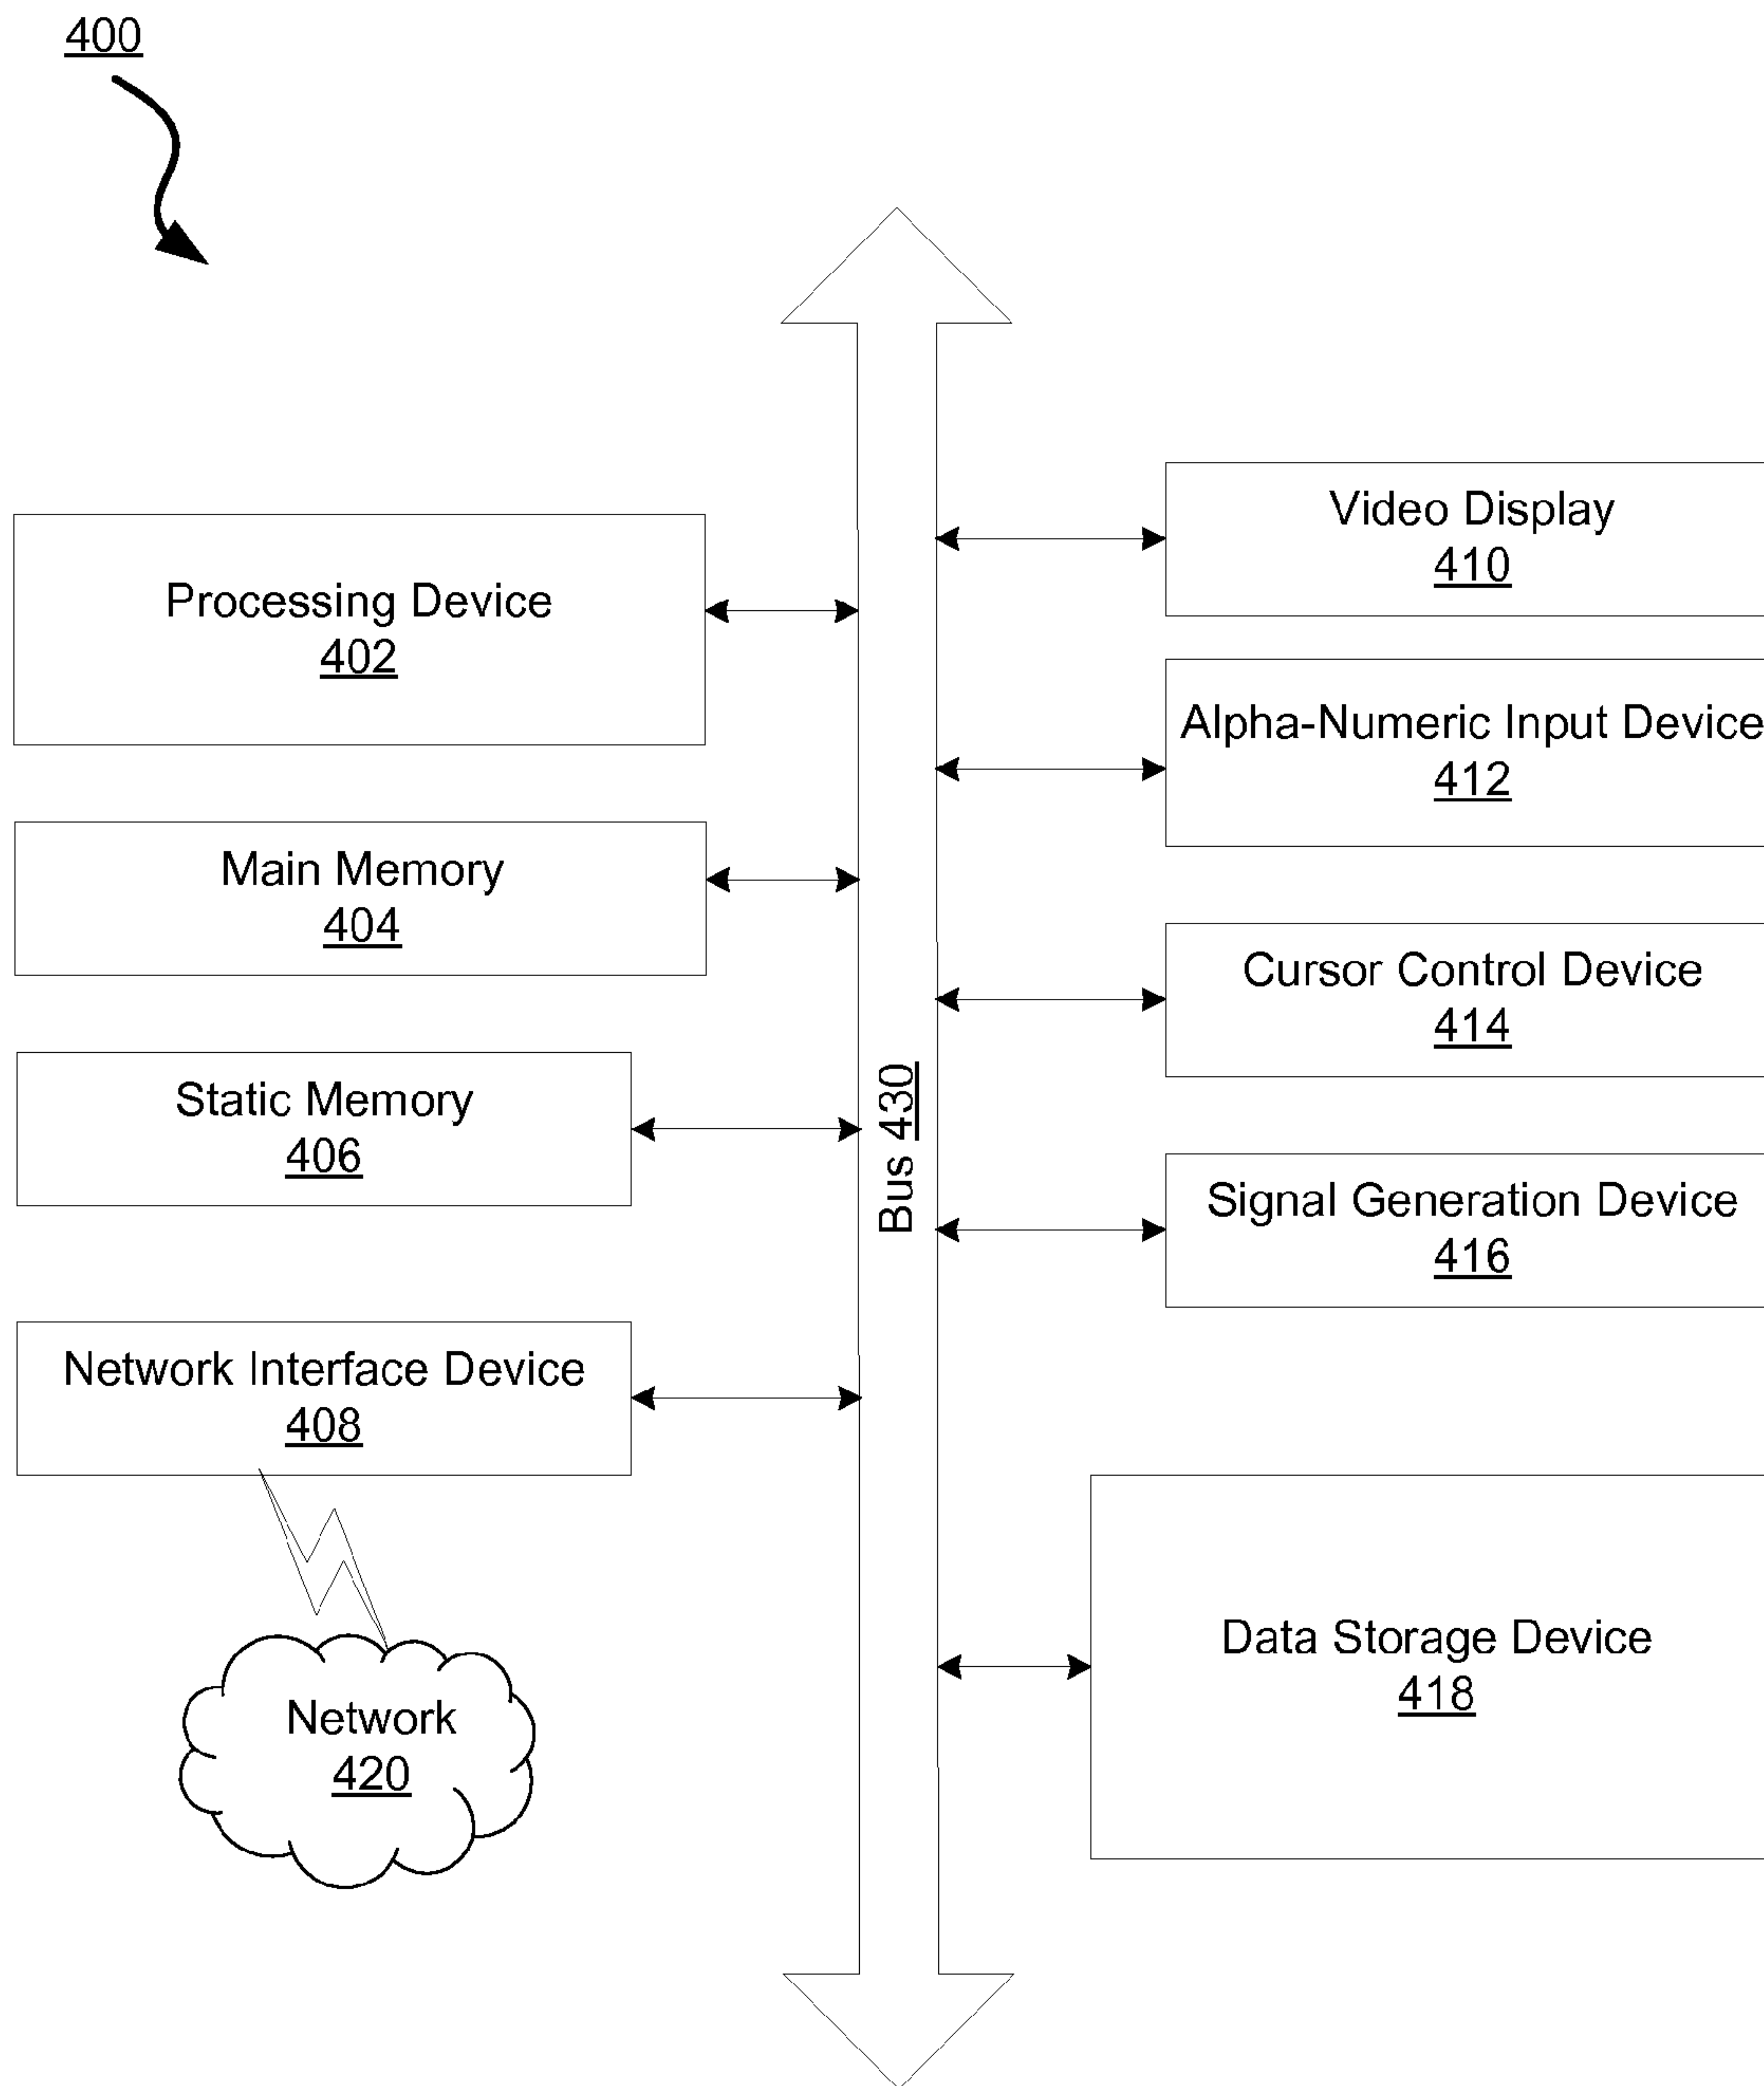 400
Processing Device
402
Main Memory
404
Static Memory
406
Network Interface Device
408
Network
420
Bus 430
Video Display
410
Alpha-Numeric Input Device
412
Cursor Control Device
414
Signal Generation Device
416
Data Storage Device
418